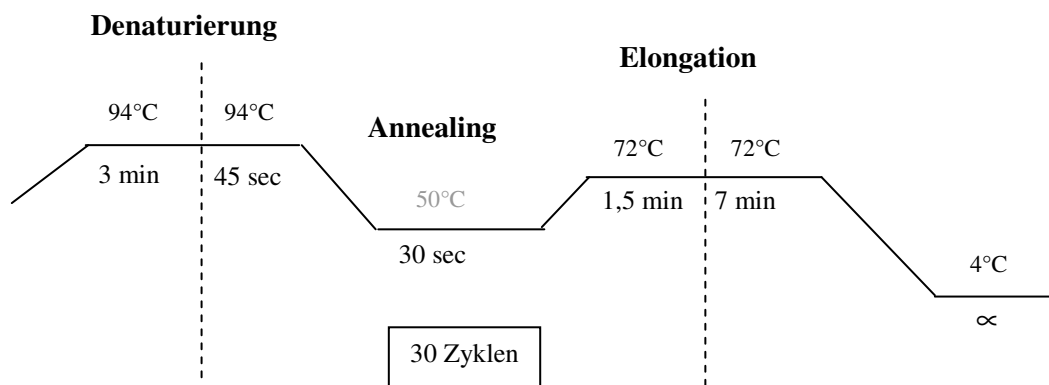 Denaturierung
Elongation
94°C 94°C
Annealing
72°C 72°C
3 min 45 sec
50°C
1,5 min 7 min
30 sec
4°C
∝
30 Zyklen